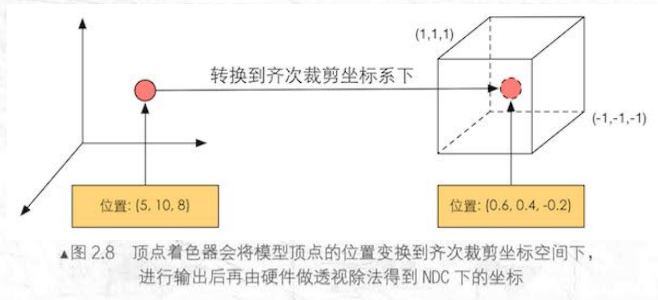 (1,1,1)
转换到齐次裁剪坐标系下
(-1,-1,-1)
位置: (5, 10, 8)
位置: (0.6, 0.4, -0.2)
▲图 2.8 顶点着色器会将模型顶点的位置变换到齐次裁剪坐标空间下，
进行输出后再由硬件做透视除法得到 NDC 下的坐标